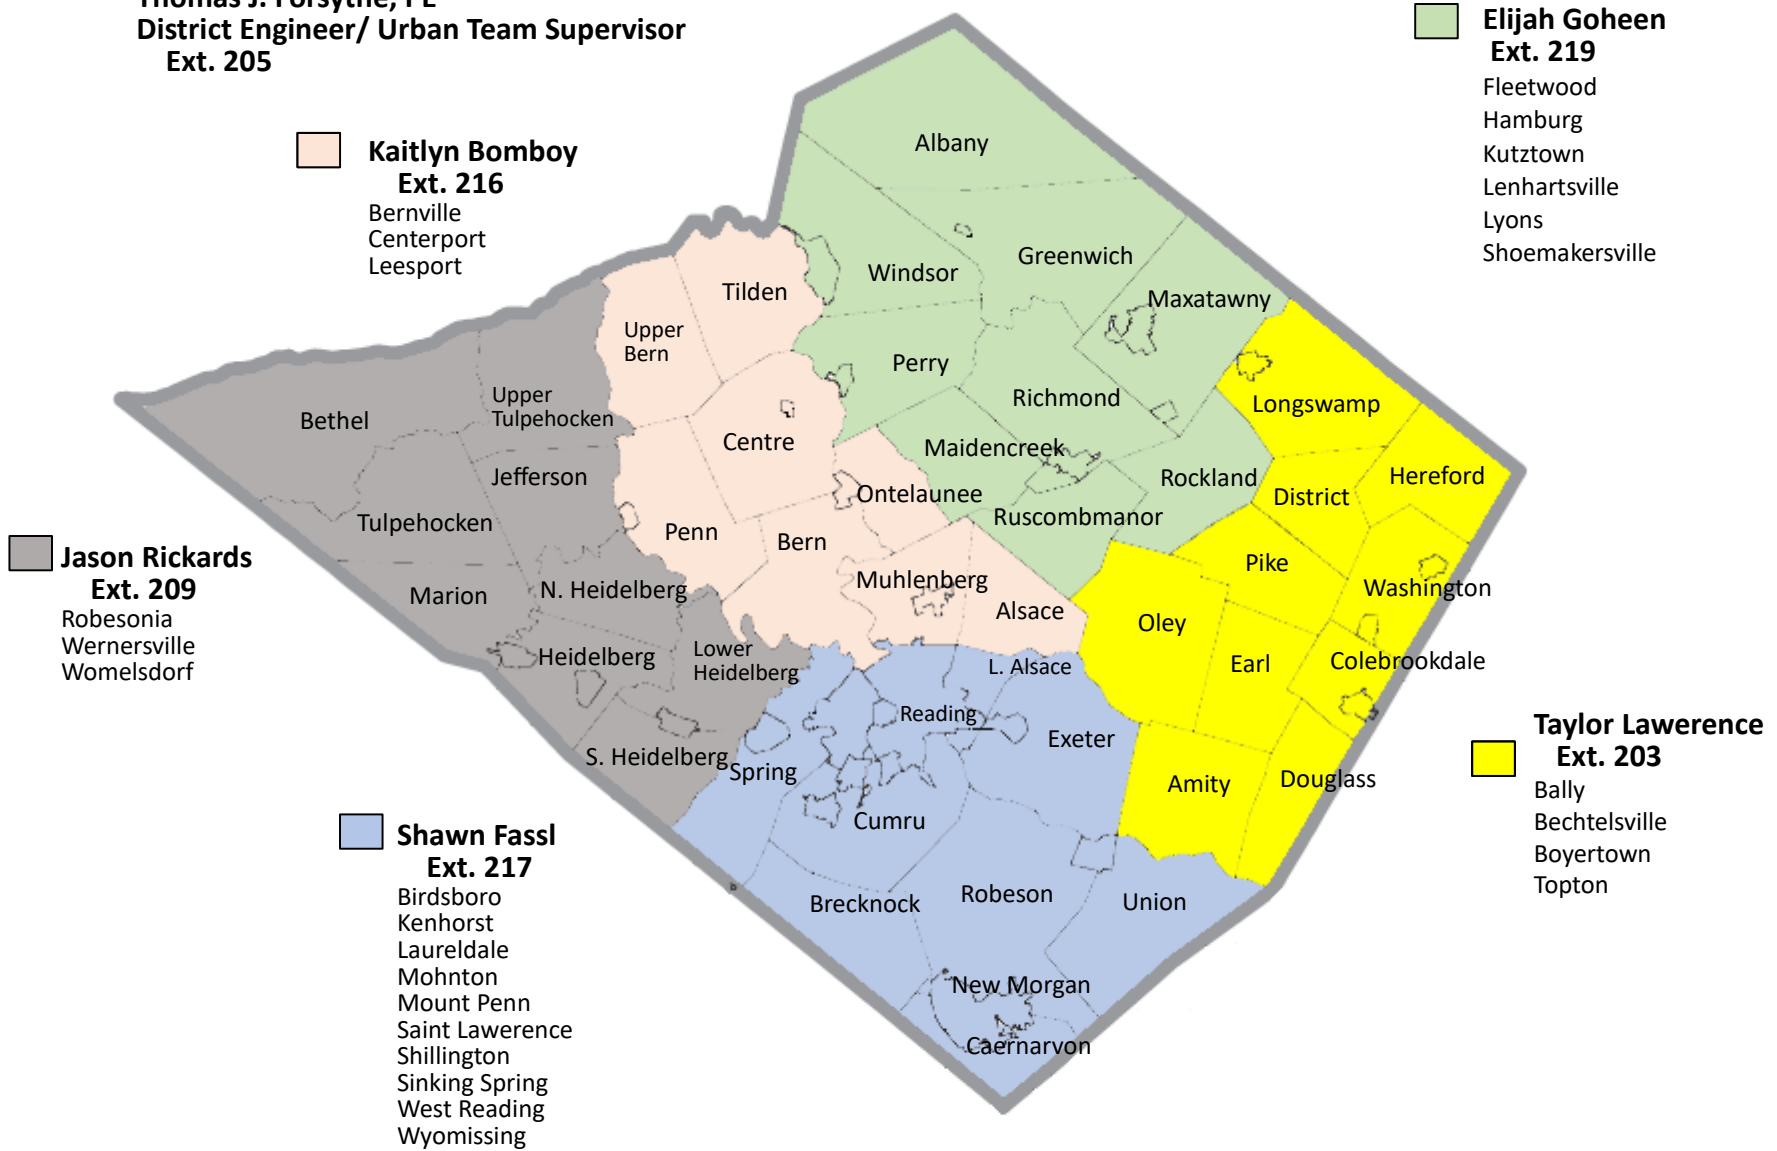 Thomas J. Forsythe, PE
District Engineer/ Urban Team Supervisor
Ext. 205
Elijah Goheen
Ext. 219
Fleetwood
Hamburg
Kutztown
Lenhartsville
Lyons
Shoemakersville
Kaitlyn Bomboy
Ext. 216
Bernville
Centerport
Leesport
Jason Rickards
Ext. 209
Robesonia
Wernersville
Womelsdorf
Shawn Fassl
Ext. 217
Birdsboro
Kenhorst
Laureldale
Mohnton
Mount Penn
Saint Lawerence
Shillington
Sinking Spring
West Reading
Wyomissing
Taylor Lawerence
Ext. 203
Bally
Bechtelsville
Boyertown
Topton
Albany
Windsor
Greenwich
Maxatawny
Perry
Richmond
Maidencreek
Rockland
Ruscombmanor
Tilden
Upper
Bern
Centre
Ontelaunee
Penn
Bern
Muhlenberg
Alsace
Bethel
Upper
Tulpehocken
Jefferson
Tulpehocken
Marion
N. Heidelberg
Heidelberg
Lower
Heidelberg
S. Heidelberg
Longswamp
Hereford
District
Pike
Washington
Oley
Earl
Colebrookdale
Amity
Douglass
L. Alsace
Reading
Exeter
Spring
Cumru
Brecknock
Robeson
Union
New Morgan
Caernarvon